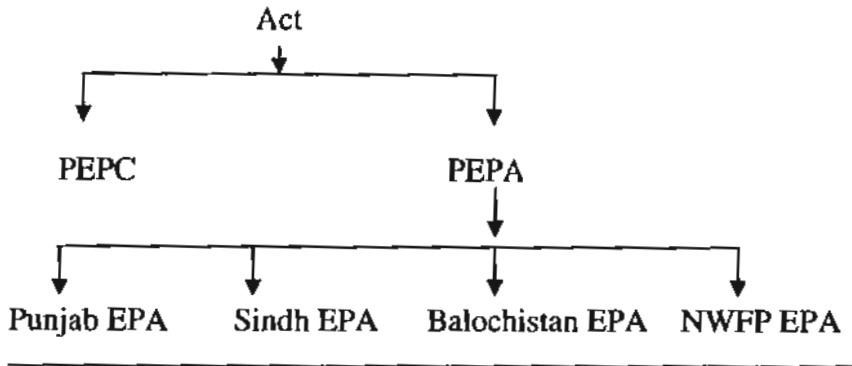 Act
PEPC PEPA
Punjab EPA Sindh EPA Balochistan EPA NWFP EPA